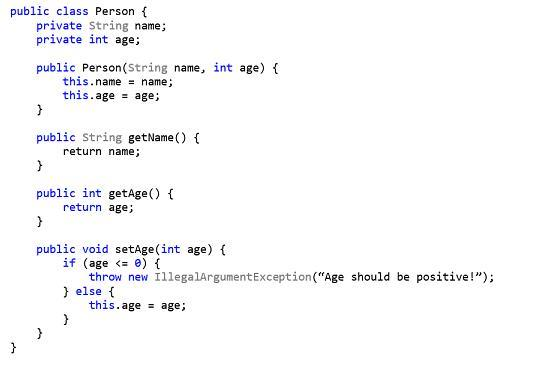 public class Person {
    private String name;
    private int age;

    public Person(String name, int age) {
        this.name = name;
        this.age = age;
    }

    public String getName() {
        return name;
    }

    public int getAge() {
        return age;
    }

    public void setAge(int age) {
        if (age <= 0) {
            throw new IllegalArgumentException(“Age should be positive!”);
        } else {
            this.age = age;
        }
    }
}